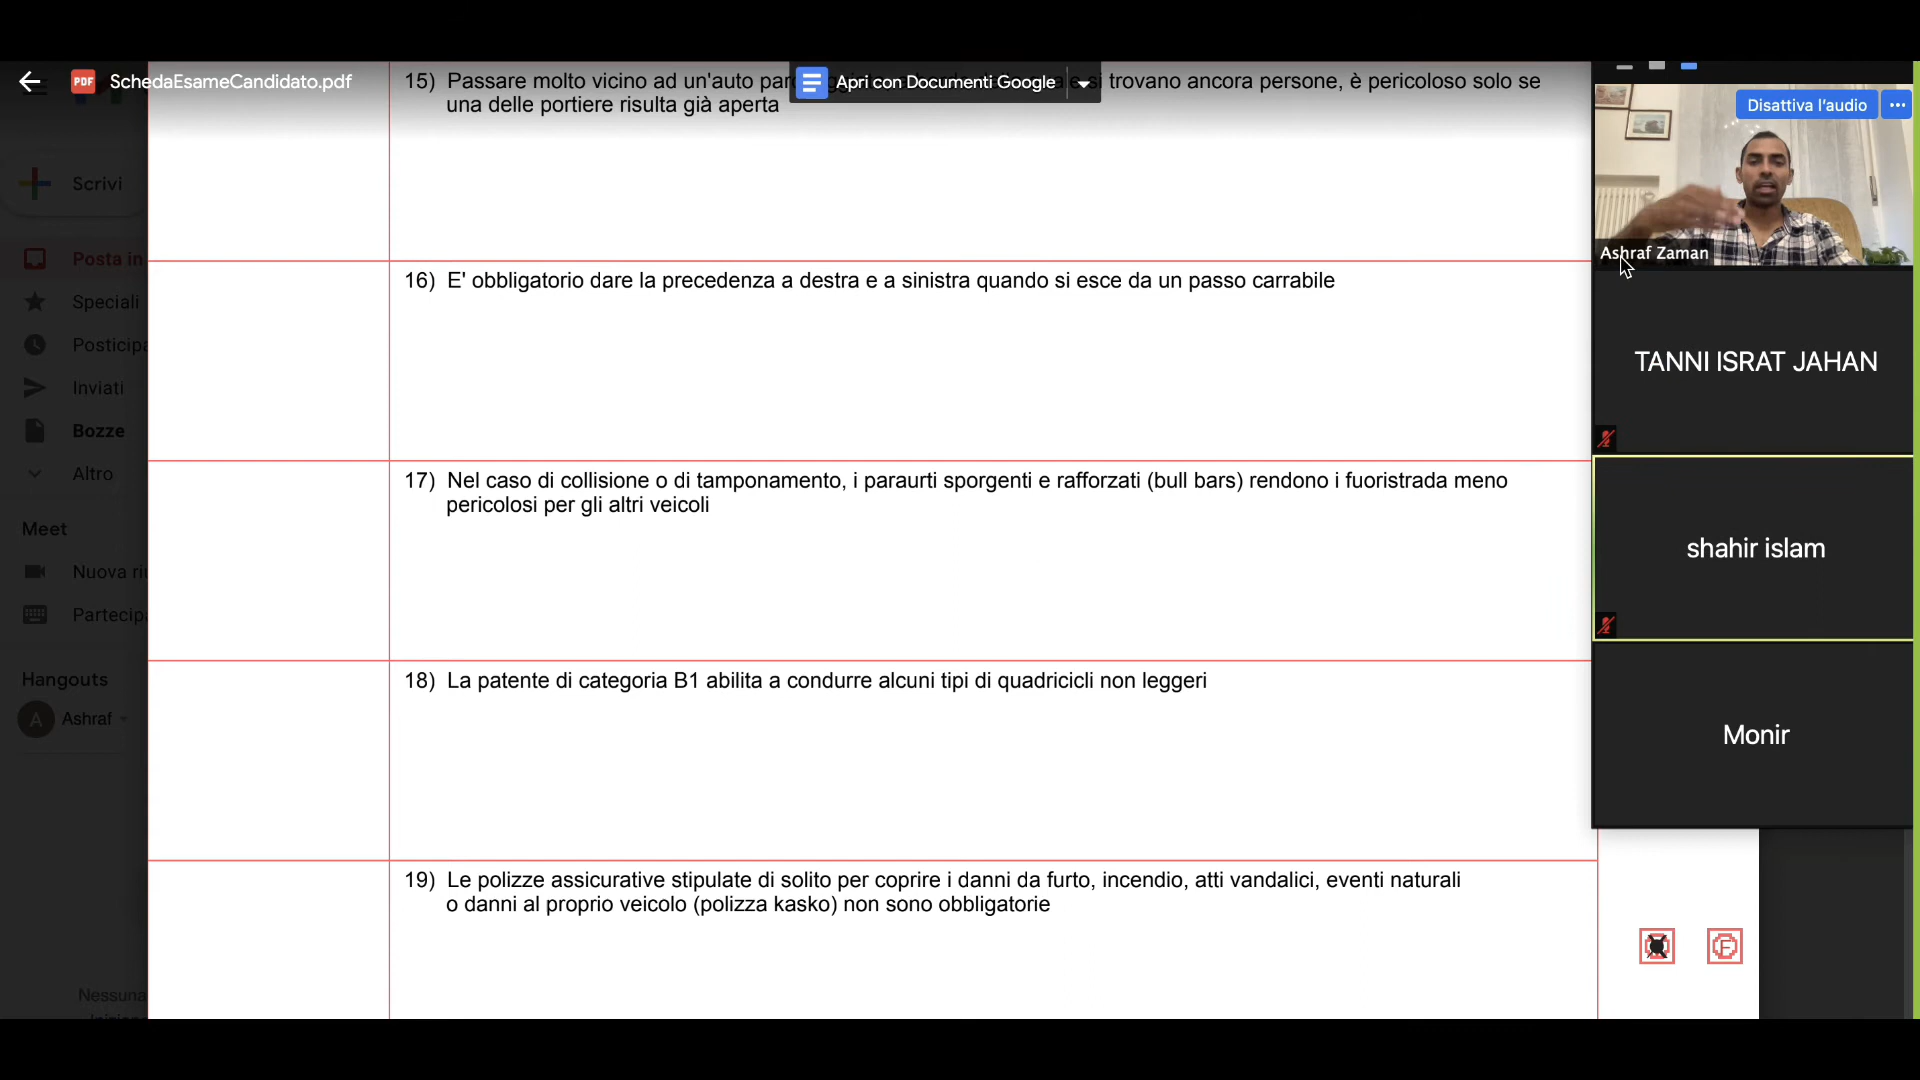 SchedaEsameCandidato.pdf
Apri con Documenti Google
15) Passare molto vicino ad un'auto trovano ancora persone, è pericoloso solo se
una delle portiere risulta già aperta
Disattiva l'audio
Scrivi
Ashraf Zaman
Posta in
16) E' obbligatorio dare la precedenza a destra e a sinistra quando si esce da un passo carrabile
Speciali
TANNI ISRAT JAHAN
Inviati
Bozze
Altro
17) Nel caso di collisione o di tamponamento, i paraurti sporgenti e rafforzati (bull bars) rendono i fuoristrada meno
pericolosi per gli altri veicoli
Meet
shahir islam
Nuova
Hangouts
18) La patente di categoria B1 abilita a condurre alcuni tipi di quadricicli non leggeri
A Ashraf
Monir
19) Le polizze assicurative stipulate di solito per coprire i danni da furto, incendio, atti vandalici, eventi naturali
o danni al proprio veicolo (polizza kasko) non sono obbligatorie
F
Nessuna